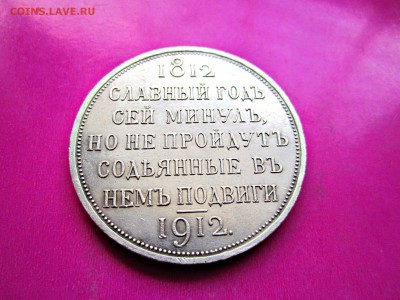 COINS.LAVE.RU
1812
СЛАВНЫЙ ГОДЪ
СЕЙ МИНУЛЪ,
НО НЕ ПРОЙДУТЪ
СОДѢЯННЫЕ ВЪ
НЕМЪ ПОДВИГИ
1912.